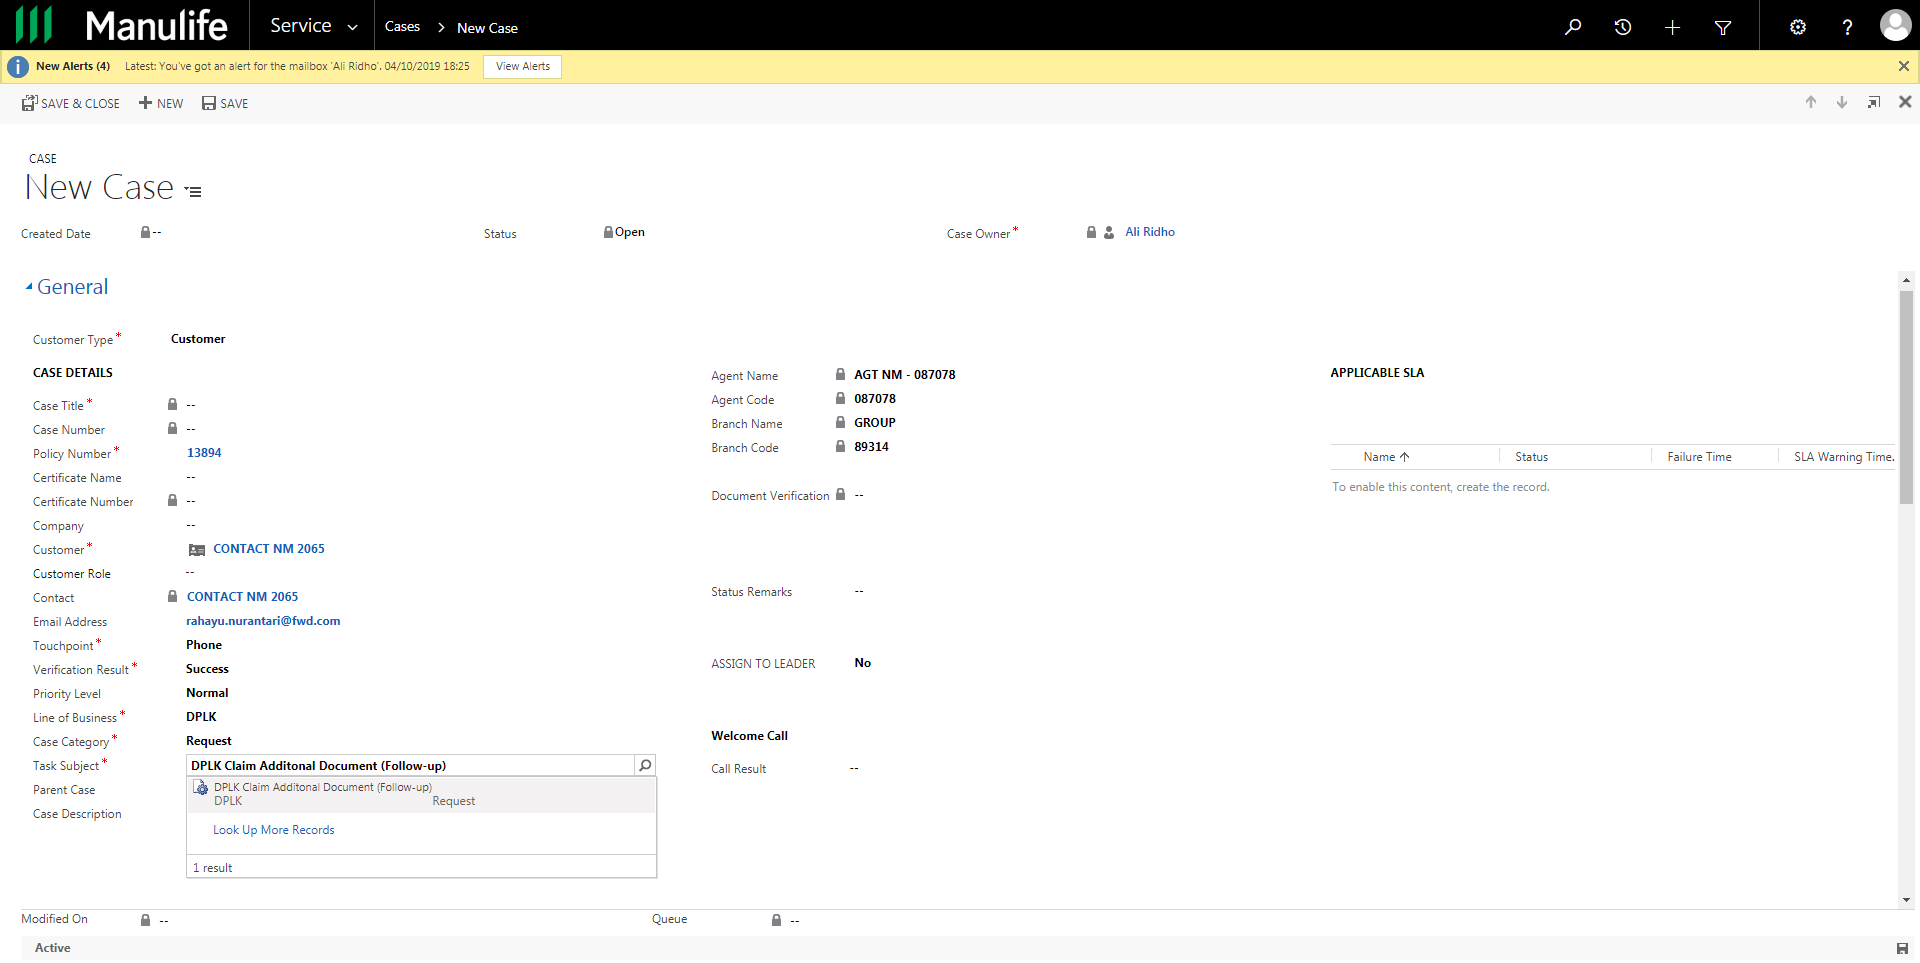 Manulife
Service
Cases
New Case
?
i
New Alerts (4) Latest: You've got an alert for the mailbox 'Ali Ridho'. 04/10/2019 18:25 View Alerts
SAVE & CLOSE NEW SAVE
CASE
New Case
Created Date --
Status Open
Case Owner* Ali Ridho
General
Customer Type* Customer
CASE DETAILS
Case Title* --
Case Number --
Policy Number* 13894
Certificate Name --
Certificate Number --
Company --
Customer* CONTACT NM 2065
Customer Role --
Contact CONTACT NM 2065
Email Address rahayu.nurantari@fwd.com
Touchpoint* Phone
Verification Result* Success
Priority Level Normal
Line of Business* DPLK
Case Category* Request
Task Subject* DPLK Claim Additonal Document (Follow-up)
Parent Case
Case Description
DPLK Claim Additonal Document (Follow-up)
DPLK Request
Look Up More Records
1 result
Agent Name AGT NM - 087078
Agent Code 087078
Branch Name GROUP
Branch Code 89314
Document Verification --
Status Remarks --
ASSIGN TO LEADER No
Welcome Call
Call Result --
APPLICABLE SLA
Name Status Failure Time SLA Warning Time.
To enable this content, create the record.
Modified On --
Queue --
Active